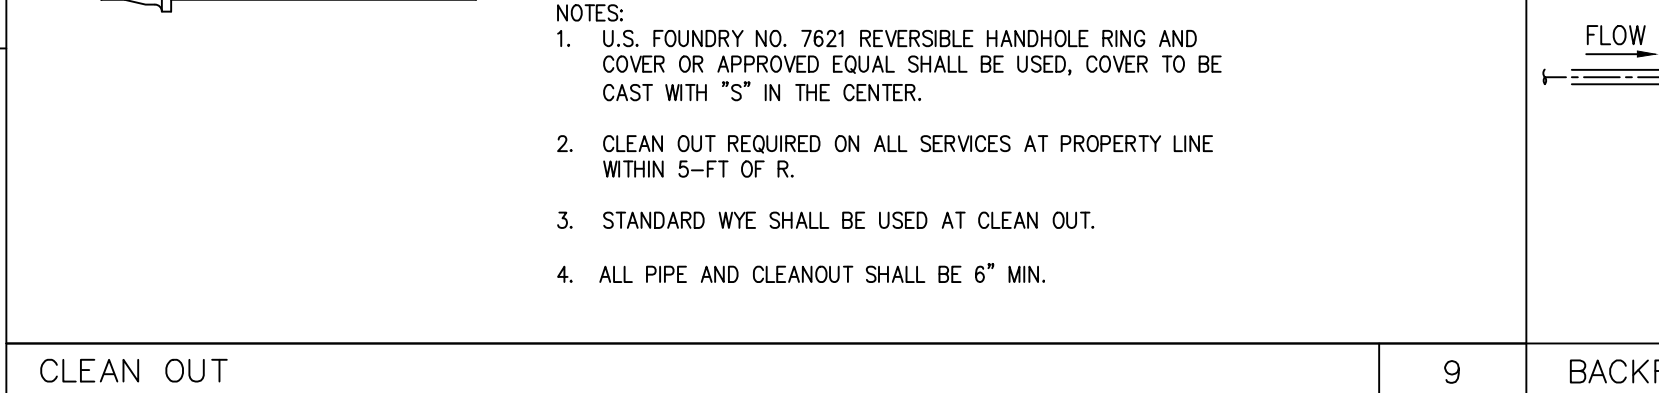 NOTES:
1. U.S. FOUNDRY NO. 7621 REVERSIBLE HANDHOLE RING AND
COVER OR APPROVED EQUAL SHALL BE USED, COVER TO BE
CAST WITH "S" IN THE CENTER.
2. CLEAN OUT REQUIRED ON ALL SERVICES AT PROPERTY LINE
WITHIN 5-FT OF R.
3. STANDARD WYE SHALL BE USED AT CLEAN OUT.
4. ALL PIPE AND CLEANOUT SHALL BE 6" MIN.
CLEAN OUT
9
FLOW